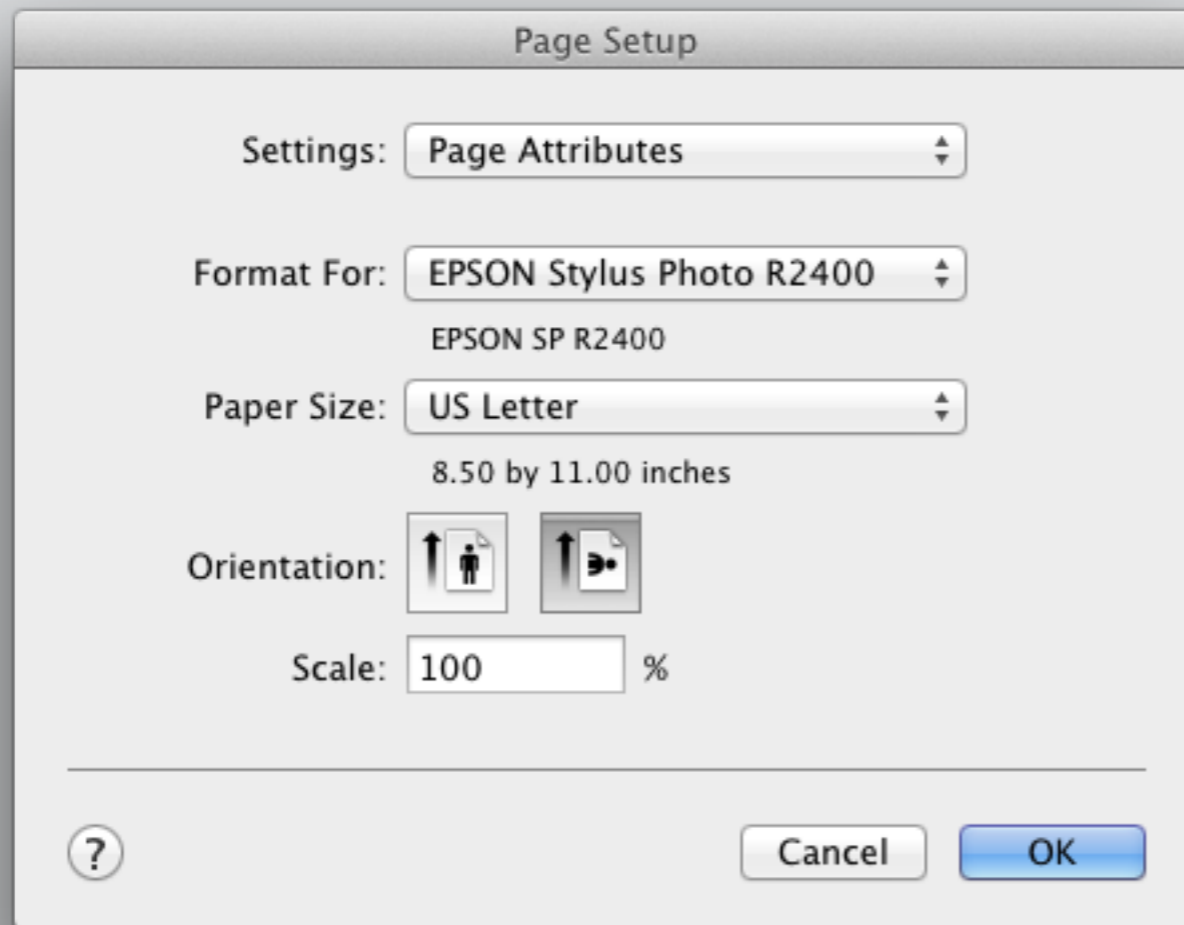 Page Setup
Settings: Page Attributes
Format For: EPSON Stylus Photo R2400
EPSON SP R2400
Paper Size: US Letter
8.50 by 11.00 inches
Orientation:
Scale: 100 %
? Cancel OK